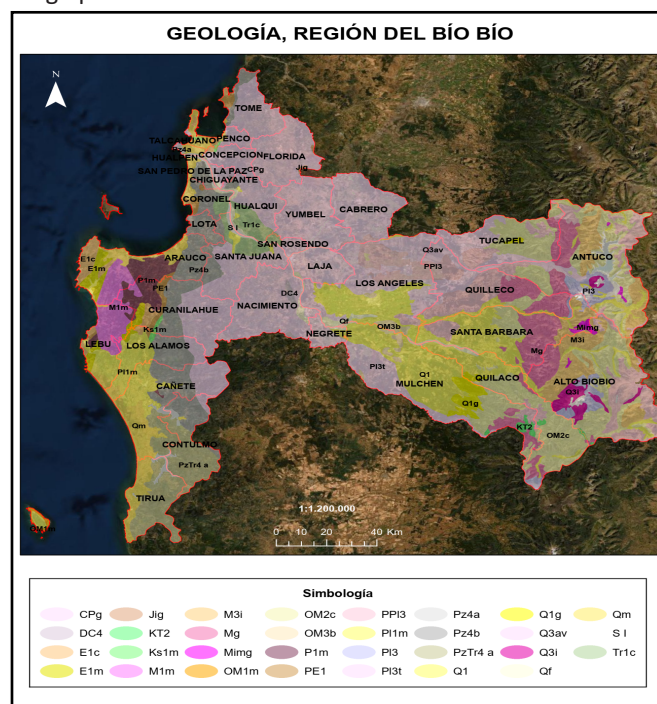 GEOLOGÍA, REGIÓN DEL BÍO BÍO
N
TOME
TALCAHUANO
PENCO
Pz4a
HUALPEN
CONCEPCION
FLORIDA
SAN PEDRO DE LA PAZ
CPg
Jig
CHIGUAYANTE
CORONEL
HUALQUI
YUMBEL
CABRERO
LOTA
S I
Tr1c
TUCAPEL
E1c
ARAUCO
SANTA JUANA
SAN ROSENDO
Q3av
ANTUCO
E1m
P1m
PE1
Pz4b
LAJA
PPl3
LOS ANGELES
QUILLECO
Pl3
M1m
CURANILAHUE
DC4
NACIMIENTO
Ks1m
Qf
OM3b
SANTA BARBARA
Mimg
LEBU
LOS ALAMOS
NEGRETE
M3i
Mg
Pl1m
Pl3t
Q1
MULCHEN
QUILACO
ALTO BIOBIO
CAÑETE
Q3i
Q1g
Qm
KT2
CONTULMO
OM2c
PzTr4 a
TIRUA
1:1.200.000
OM1m
0 10 20 40 Km
Simbología
CPg Jig M3i OM2c PPl3 Pz4a Q1g Qm
DC4 KT2 Mg OM3b Pl1m Pz4b Q3av S I
E1c Ks1m Mimg P1m Pl3 PzTr4 a Q3i Tr1c
E1m M1m OM1m PE1 Pl3t Q1 Qf